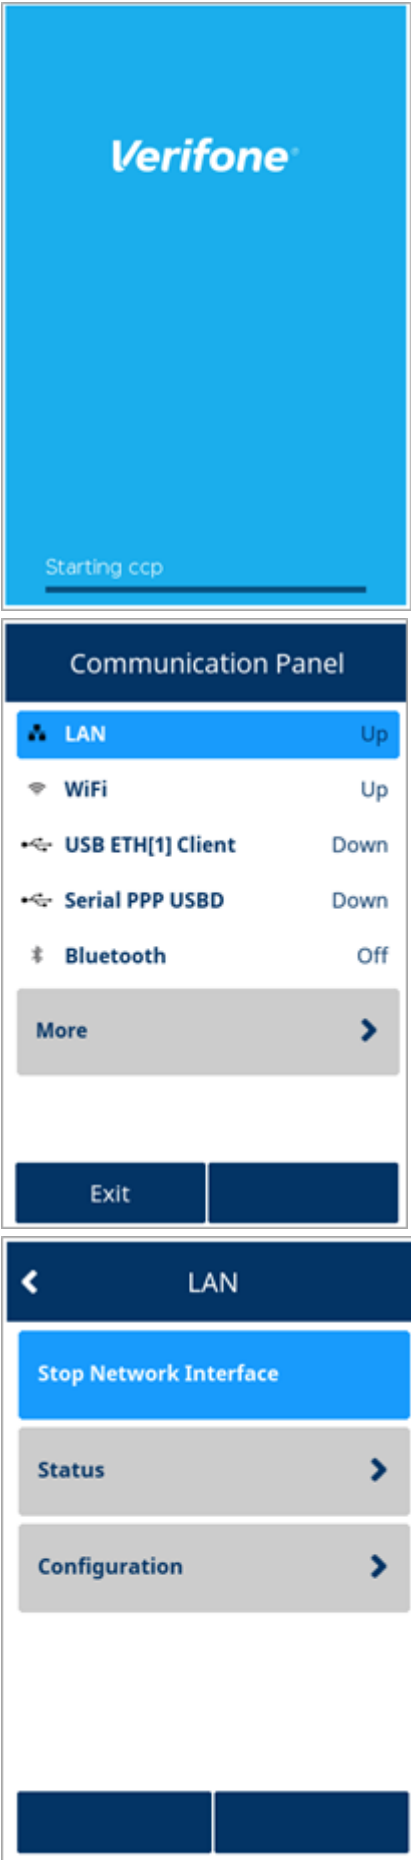 Verifone
Starting ccp
Communication Panel
LAN Up
WiFi Up
USB ETH[1] Client Down
Serial PPP USBD Down
Bluetooth Off
More
Exit
LAN
Stop Network Interface
Status
Configuration